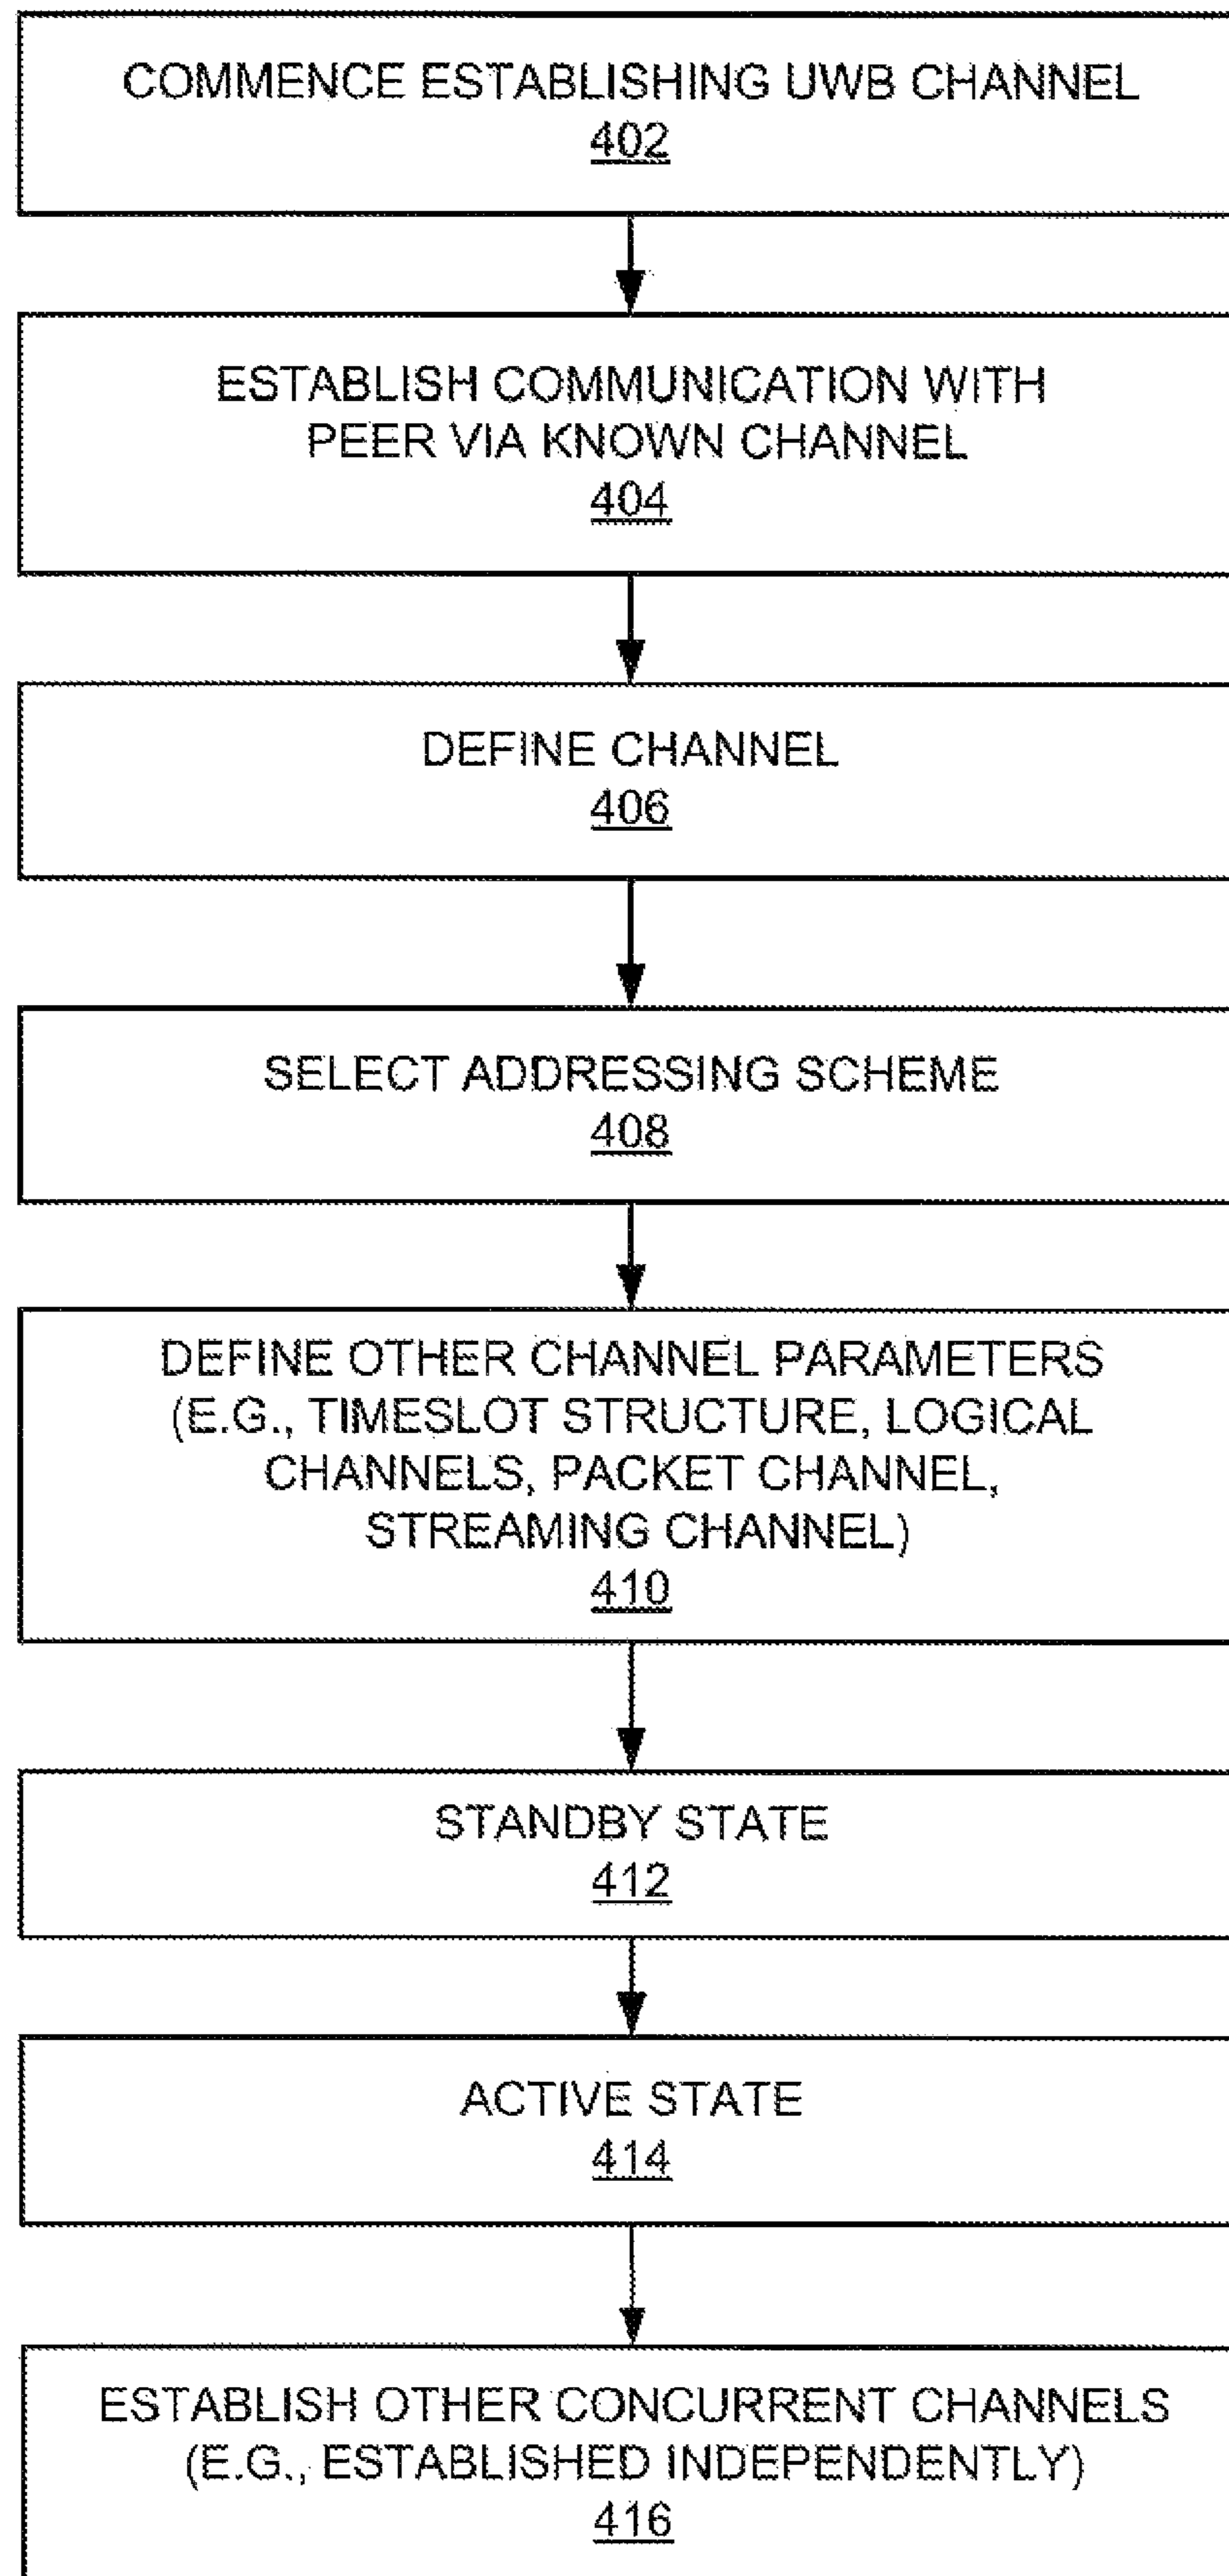 COMMENCE ESTABLISHING UWB CHANNEL
402
ESTABLISH COMMUNICATION WITH
PEER VIA KNOWN CHANNEL
404
DEFINE CHANNEL
406
SELECT ADDRESSING SCHEME
408
DEFINE OTHER CHANNEL PARAMETERS
(E.G., TIMESLOT STRUCTURE, LOGICAL
CHANNELS, PACKET CHANNEL,
STREAMING CHANNEL)
410
STANDBY STATE
412
ACTIVE STATE
414
ESTABLISH OTHER CONCURRENT CHANNELS
(E.G., ESTABLISHED INDEPENDENTLY)
416